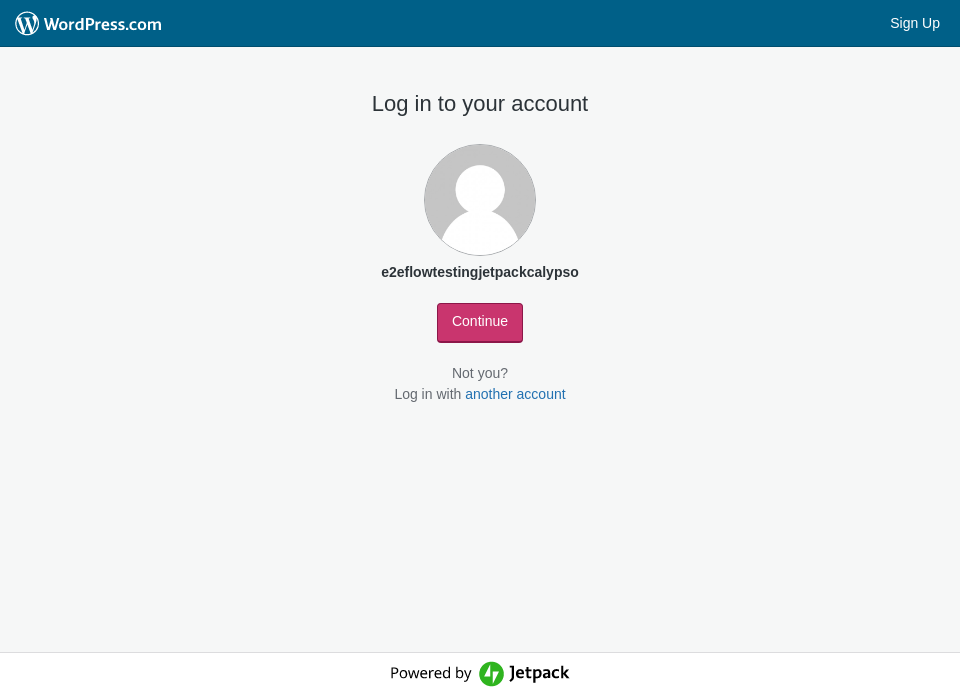 WordPress.com
Sign Up
Log in to your account
e2eflowtestingjetpackcalypso
Continue
Not you?
Log in with another account
Powered by Jetpack